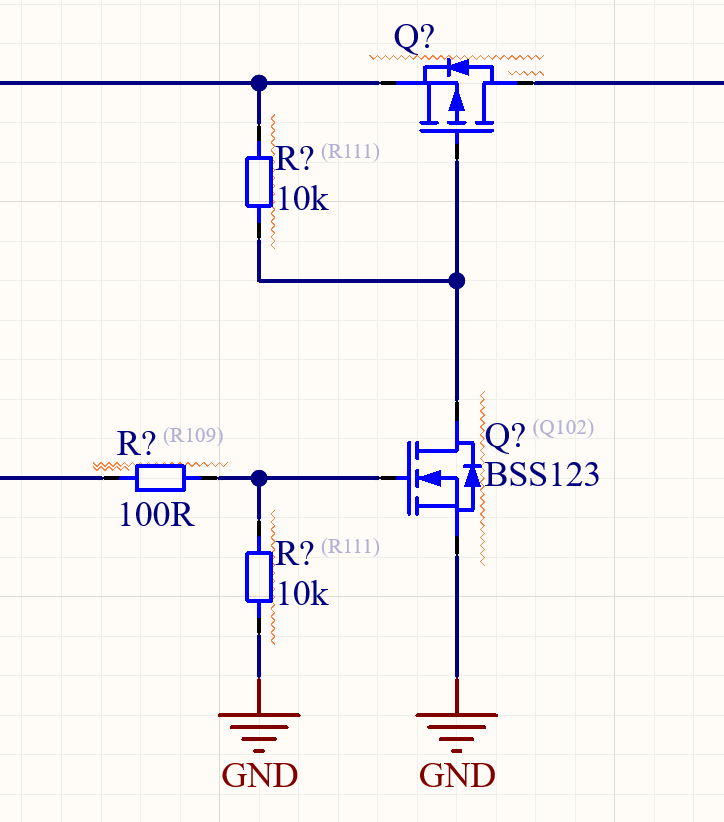 Q?
R? (R111)
10k
Q? (Q102)
BSS123
R? (R109)
100R
R? (R111)
10k
GND
GND